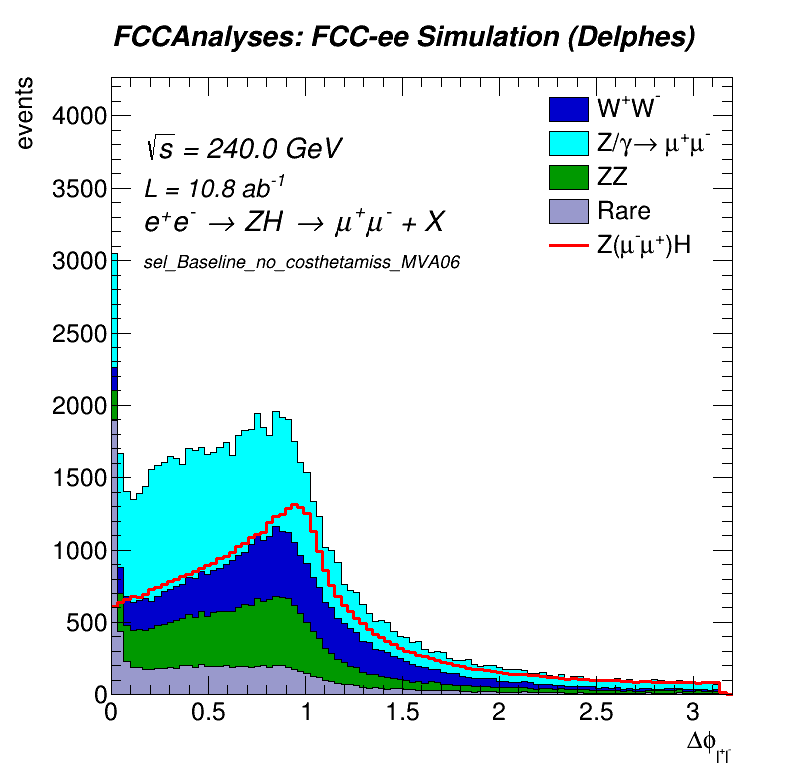 FCCAnalyses: FCC-ee Simulation (Delphes)
events
√s = 240.0 GeV
L = 10.8 ab⁻¹
e⁺e⁻ → ZH → μ⁺μ⁻ + X
sel_Baseline_no_costhetamiss_MVA06
W⁺W⁻
Z/γ→ μ⁺μ⁻
ZZ
Rare
Z(μ⁻μ⁺)H
4000
3500
3000
2500
2000
1500
1000
500
0
0 0.5 1 1.5 2 2.5 3
Δϕ l⁺l⁻